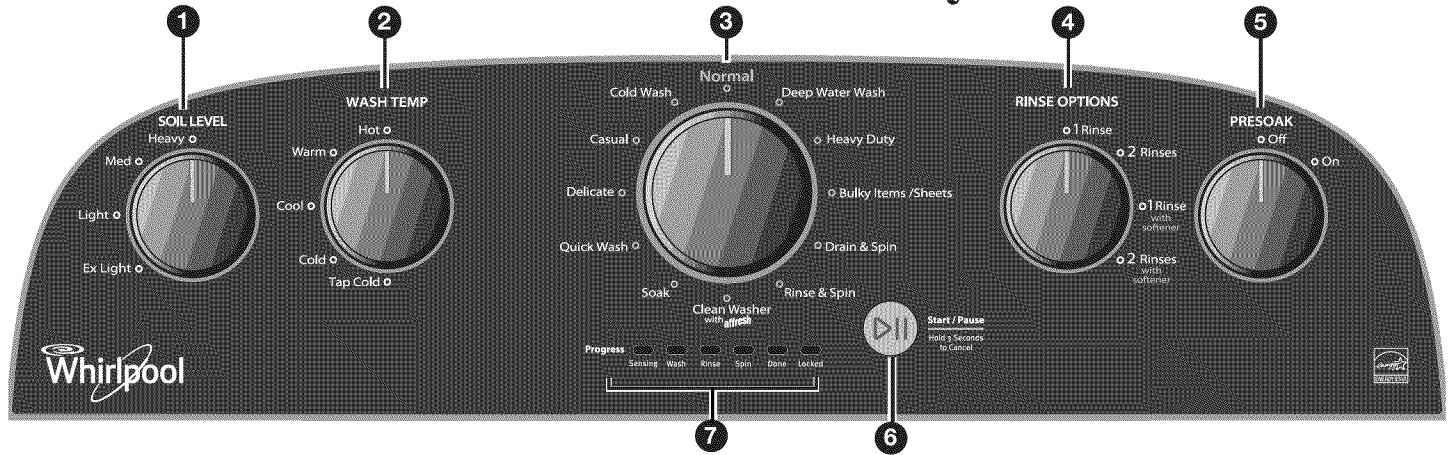 1
2
3
4
5
SOIL LEVEL
Heavy
Med
Light
Ex Light
WASH TEMP
Hot
Warm
Cool
Cold
Tap Cold
Normal
Cold Wash
Casual
Delicate
Quick Wash
Soak
Deep Water Wash
Heavy Duty
Bulky Items /Sheets
Drain & Spin
Rinse & Spin
Clean Washer
with affresh
RINSE OPTIONS
1 Rinse
2 Rinses
1 Rinse
with
softener
2 Rinses
with
softener
PRESOAK
Off
On
Start / Pause
Hold 3 Seconds
to Cancel
Progress
Sensing Wash Rinse Spin Done Locked
Whirlpool
ENERGY STAR
7
6